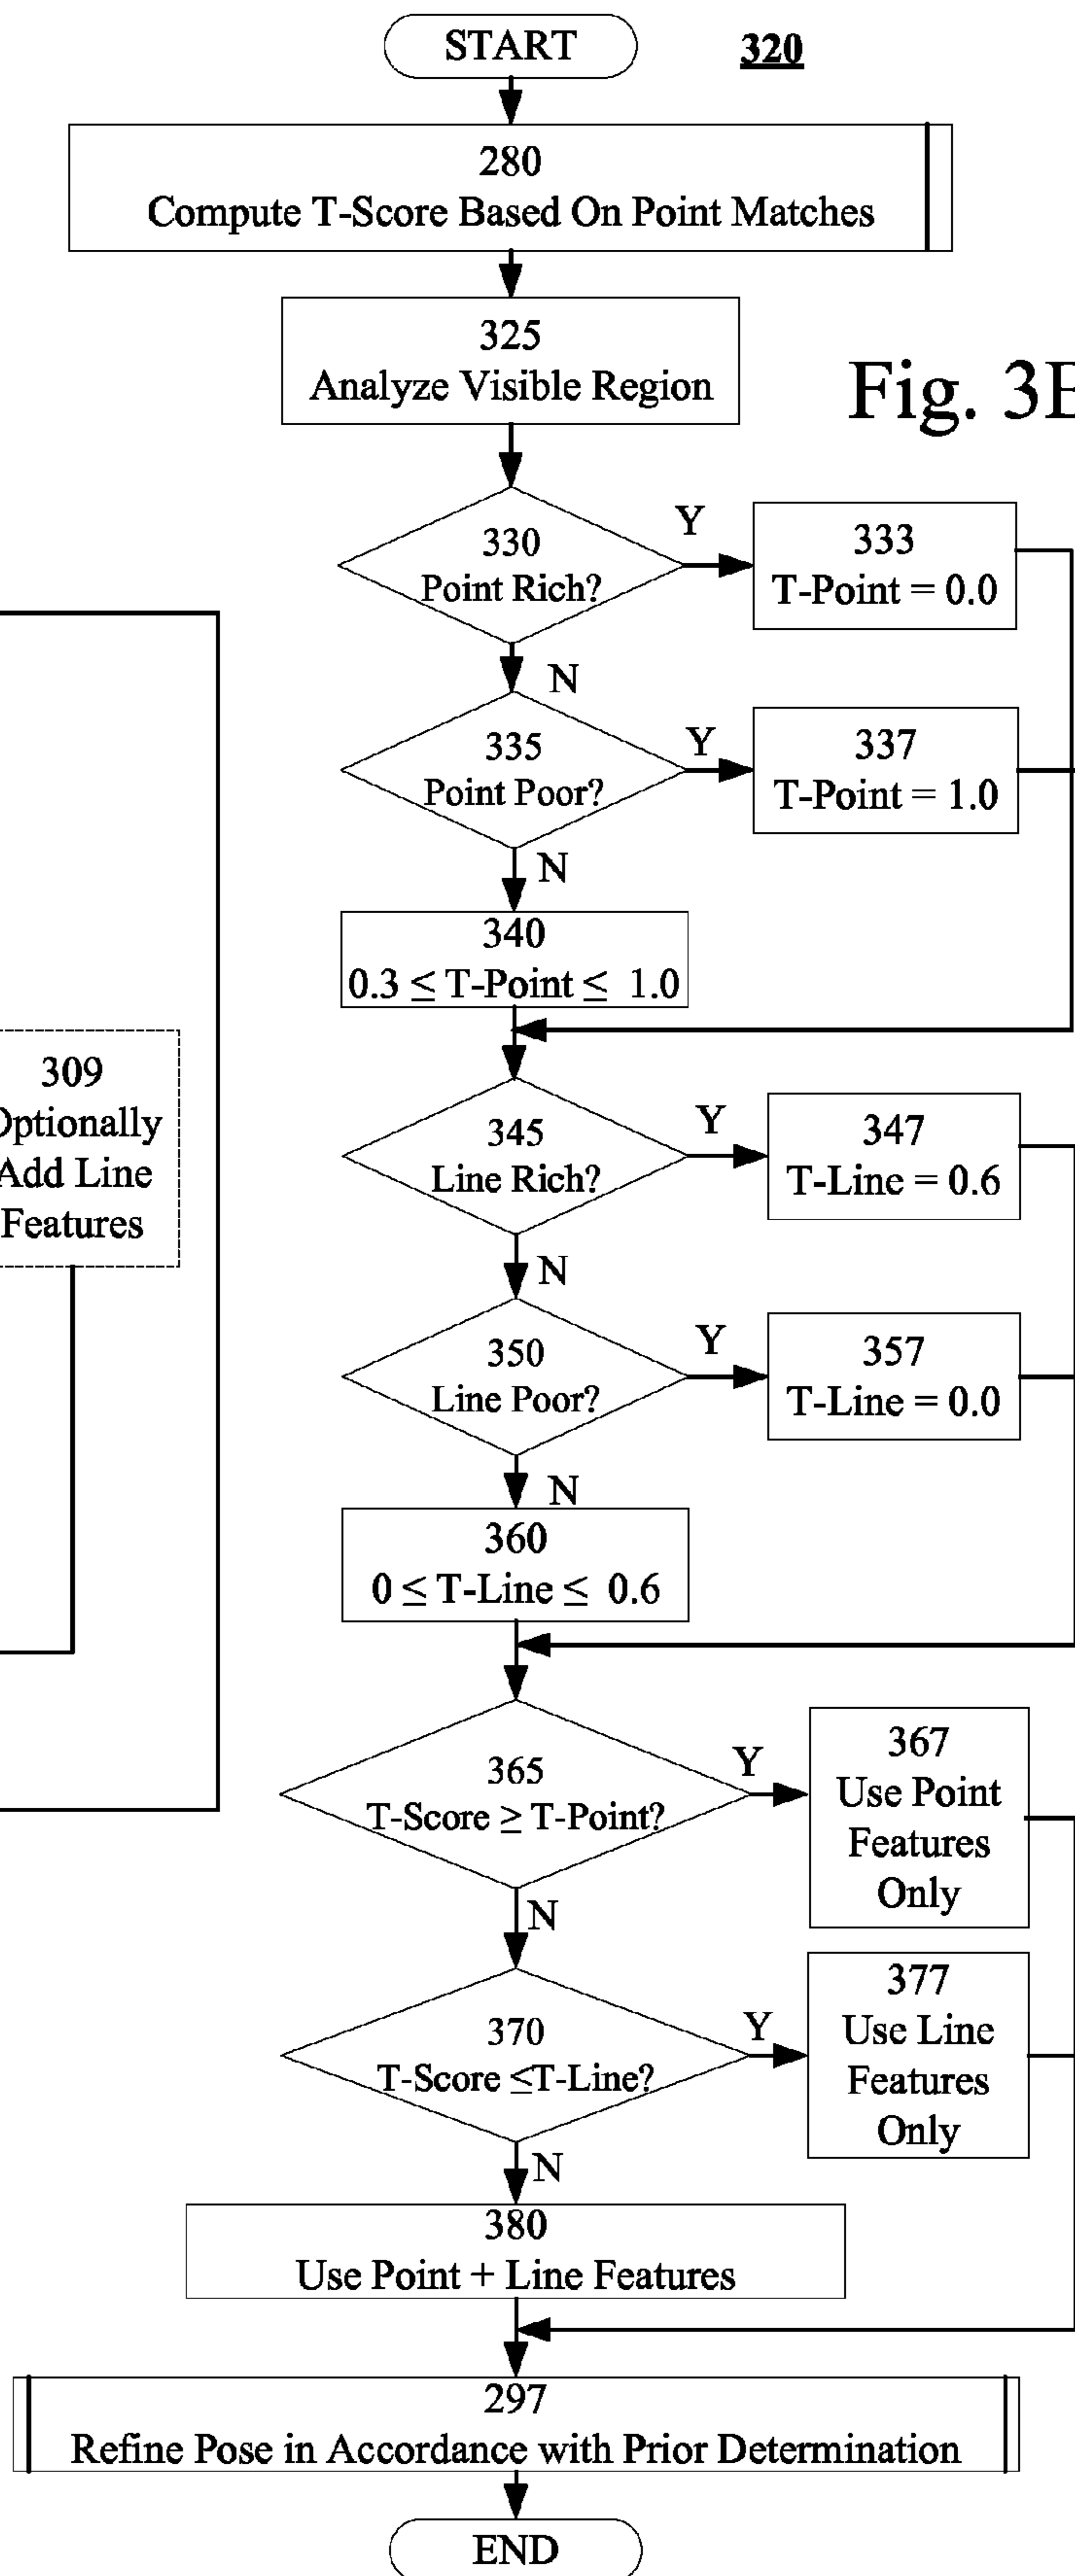 START
320
280
Compute T-Score Based On Point Matches
325
Analyze Visible Region
Fig. 3B
330
Point Rich?
Y
333
T-Point = 0.0
N
335
Point Poor?
Y
337
T-Point = 1.0
N
340
0.3 ≤ T-Point ≤ 1.0
309
Optionally
Add Line
Features
345
Line Rich?
Y
347
T-Line = 0.6
N
350
Line Poor?
Y
357
T-Line = 0.0
N
360
0 ≤ T-Line ≤ 0.6
365
T-Score ≥ T-Point?
Y
367
Use Point
Features
Only
N
370
T-Score ≤T-Line?
Y
377
Use Line
Features
Only
N
380
Use Point + Line Features
297
Refine Pose in Accordance with Prior Determination
END